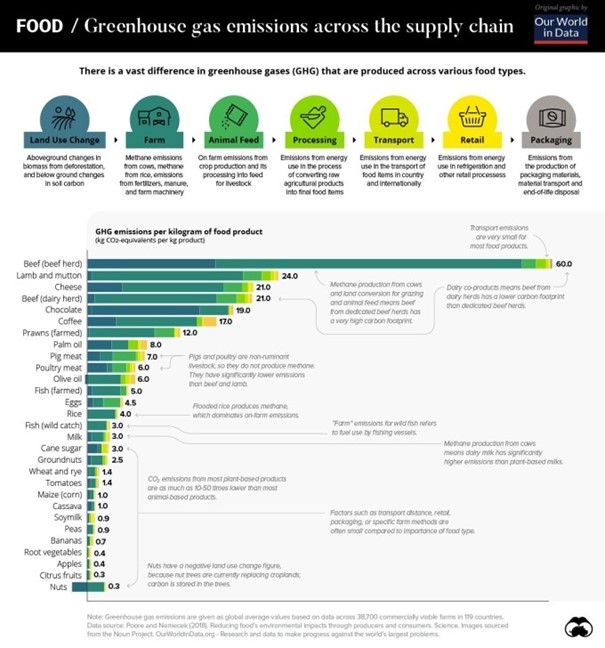 Original graphic by
FOOD / Greenhouse gas emissions across the supply chain
Our World
in Data
There is a vast difference in greenhouse gases (GHG) that are produced across various food types.
Land Use Change
Farm
Animal Feed
Processing
Transport
Retail
Packaging
Aboveground changes in
biomass from deforestation,
and below ground changes
in soil carbon
Methane emissions
from cows, methane
from rice, emissions
from fertilizers, manure,
and farm machinery
On farm emissions from
crop production and its
processing into feed
for livestock
Emissions from energy
use in the process
of converting raw
agricultural products
into final food items
Emissions from energy
use in the transport of
food items in country
and internationally
Emissions from energy
use in refrigeration and
other retail processess
Emissions from
the production of
packaging materials,
material transport and
end-of-life disposal
GHG emissions per kilogram of food product
(kg CO2-equivalents per kg product)
Transport emissions
are very small for
most food products.
Beef (beef herd) 60.0
Lamb and mutton 24.0
Cheese 21.0
Beef (dairy herd) 21.0
Chocolate 19.0
Coffee 17.0
Prawns (farmed) 12.0
Palm oil 8.0
Pig meat 7.0
Poultry meat 6.0
Olive oil 6.0
Fish (farmed) 5.0
Eggs 4.5
Rice 4.0
Fish (wild catch) 3.0
Milk 3.0
Cane sugar 3.0
Groundnuts 2.5
Wheat and rye 1.4
Tomatoes 1.4
Maize (corn) 1.0
Cassava 1.0
Soymilk 0.9
Peas 0.9
Bananas 0.7
Root vegetables 0.4
Apples 0.4
Citrus fruits 0.3
Nuts 0.3
Methane production from cows
and land conversion for grazing
and animal feed means beef
from dedicated beef herds has
a very high carbon footprint.
Dairy co-products means beef from
dairy herds has a lower carbon footprint
than dedicated beef herds.
Pigs and poultry are non-ruminant
livestock, so they do not produce methane.
They have significantly lower emissions
than beef and lamb.
Flooded rice produces methane,
which dominates on-farm emissions.
"Farm" emissions for wild fish refers
to fuel use by fishing vessels.
Methane production from cows
means dairy milk has significantly
higher emissions than plant-based milks.
CO2 emissions from most plant-based products
are as much as 10-50 times lower than most
animal-based products.
Factors such as transport distance, retail,
packaging, or specific farm methods are
often small compared to importance of food type.
Nuts have a negative land use change figure,
because nut trees are currently replacing croplands;
carbon is stored in the trees.
Note: Greenhouse gas emissions are given as global average values based on data across 38,700 commercially viable farms in 119 countries.
Data source: Poore and Nemecek (2018). Reducing food's environmental impacts through producers and consumers. Science. Images sourced
from the Noun Project. OurWorldinData.org - Research and data to make progress against the world's largest problems.